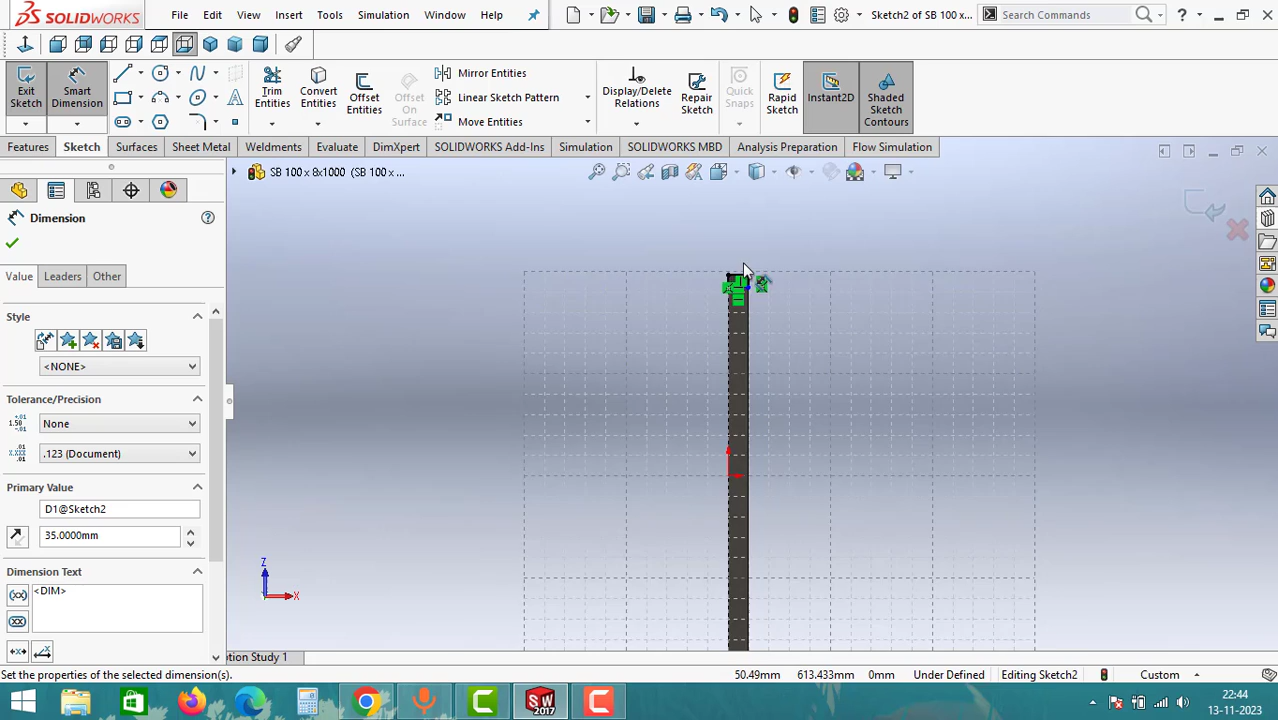 SOLIDWORKS File Edit View Insert Tools Simulation Window Help Sketch2 of SB 100 x... Search Commands ?
Exit Sketch Smart Dimension Trim Entities Convert Entities Offset Entities Offset On Surface Mirror Entities Linear Sketch Pattern Move Entities Display/Delete Relations Repair Sketch Quick Snaps Rapid Sketch Instant2D Shaded Sketch Contours
Features Sketch Surfaces Sheet Metal Weldments Evaluate DimXpert SOLIDWORKS Add-Ins Simulation SOLIDWORKS MBD Analysis Preparation Flow Simulation
SB 100 x 8x1000 (SB 100 x ...
Dimension
Value Leaders Other
Style
<NONE>
Tolerance/Precision
None
.123 (Document)
Primary Value
D1@Sketch2
35.0000mm
Dimension Text
<DIM>
Z
X
tion Study 1
Set the properties of the selected dimension(s). 50.49mm 613.433mm 0mm Under Defined Editing Sketch2 Custom
SW 2017
22:44
13-11-2023